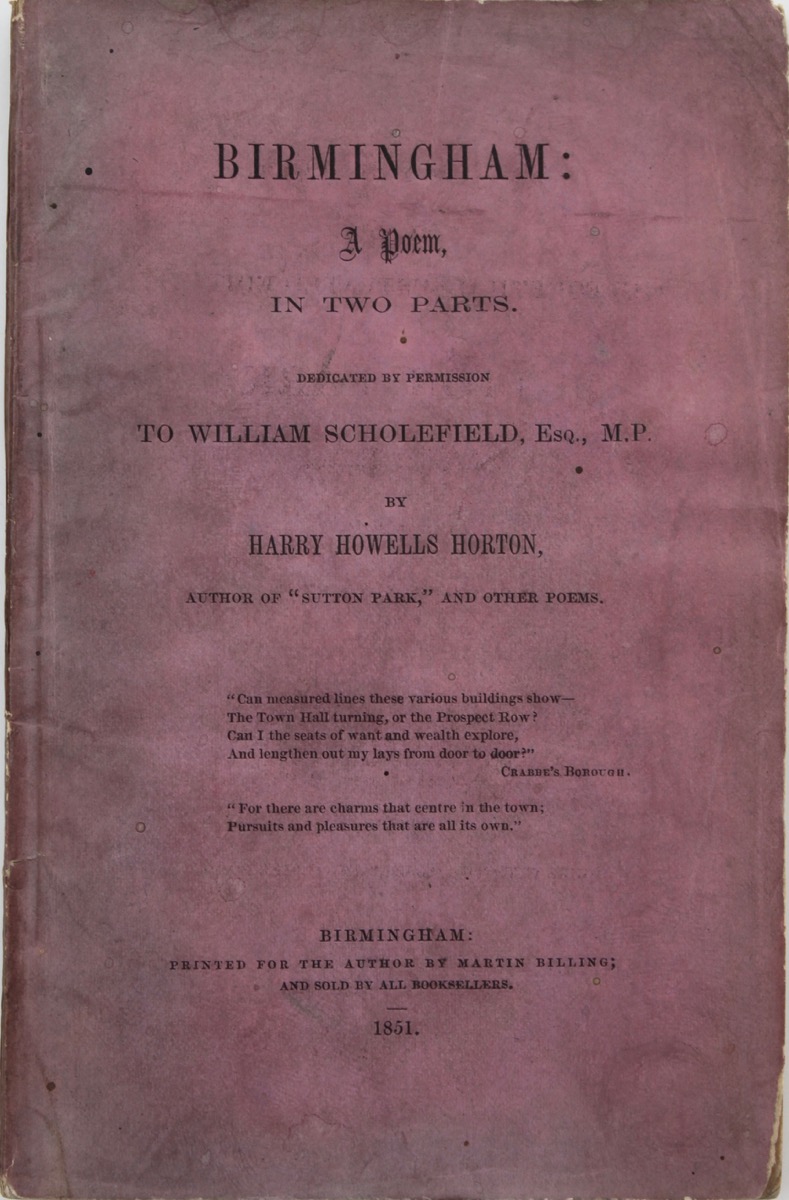 BIRMINGHAM:
A Poem,
IN TWO PARTS.
DEDICATED BY PERMISSION
TO WILLIAM SCHOLEFIELD, Esq., M.P.
BY
HARRY HOWELLS HORTON,
AUTHOR OF "SUTTON PARK," AND OTHER POEMS.
"Can measured lines these various buildings show—
The Town Hall turning, or the Prospect Row?
Can I the seats of want and wealth explore,
And lengthen out my lays from door to door?"
Crabbe's Borough.
"For there are charms that centre in the town;
Pursuits and pleasures that are all its own."
BIRMINGHAM:
PRINTED FOR THE AUTHOR BY MARTIN BILLING;
AND SOLD BY ALL BOOKSELLERS.
1851.